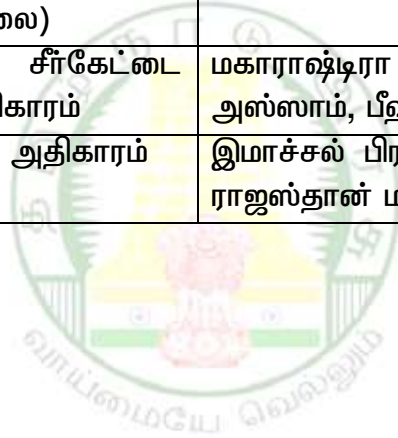 லை)
சீர்கேட்டை
மகாராஷ்டிரா
காரம்
அஸ்ஸாம்,
அதிகாரம்
இமாச்சல்
ராஜஸ்தான்
வாய்மையே வெல்லும்